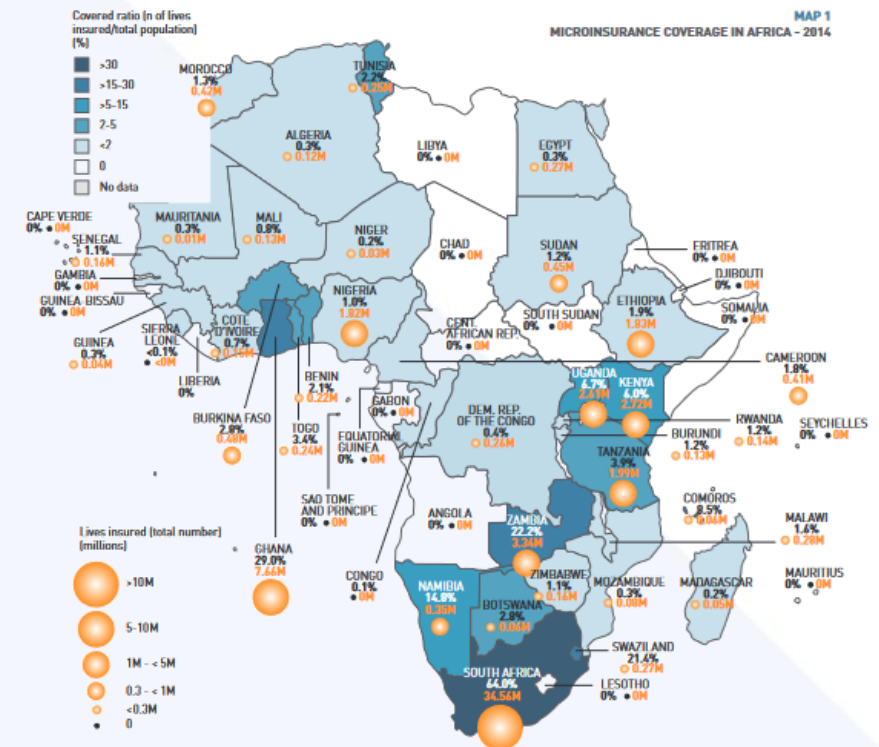 MAP 1
MICROINSURANCE COVERAGE IN AFRICA - 2014
Covered ratio (n of lives
insured/total population)
(%)
>30
>15-30
>5-15
2-5
<2
0
No data
MOROCCO
1.3%
0.42M
TUNISIA
2.2%
0.25M
ALGERIA
0.3%
0.12M
LIBYA
0% 0M
EGYPT
0.3%
0.27M
CAPE VERDE
0% 0M
SENEGAL
1.1%
0.16M
GAMBIA
0% 0M
GUINEA-BISSAU
0% 0M
MAURITANIA
0.3%
0.01M
MALI
0.8%
0.13M
NIGER
0.2%
0.03M
CHAD
0% 0M
SUDAN
1.2%
0.45M
ERITREA
0% 0M
DJIBOUTI
0% 0M
SOMALIA
0% 0M
ETHIOPIA
1.9%
1.83M
SOUTH SUDAN
0% 0M
CENT.
AFRICAN REP.
0% 0M
NIGERIA
1.0%
1.82M
COTE
D'IVOIRE
0.7%
0.16M
SIERRA
LEONE
<0.1%
<0M
GUINEA
0.3%
0.04M
LIBERIA
0%
BENIN
2.1%
0.22M
BURKINA FASO
2.8%
0.48M
TOGO
3.4%
0.24M
GABON
0% 0M
EQUATORIAL
GUINEA
0% 0M
SAO TOME
AND PRINCIPE
0% 0M
CAMEROON
1.8%
0.41M
UGANDA
6.7%
2.61M
KENYA
6.0%
2.72M
DEM. REP.
OF THE CONGO
0.4%
0.26M
RWANDA
1.2%
0.14M
BURUNDI
1.2%
0.13M
SEYCHELLES
0% 0M
TANZANIA
3.9%
1.99M
COMOROS
8.5%
0.06M
MALAWI
1.6%
0.28M
MAURITIUS
0% 0M
ANGOLA
0% 0M
ZAMBIA
22.2%
3.34M
GHANA
29.0%
7.66M
CONGO
0.1%
0M
NAMIBIA
14.8%
0.35M
BOTSWANA
2.8%
0.06M
ZIMBABWE
1.1%
0.16M
MOZAMBIQUE
0.3%
0.08M
MADAGASCAR
0.2%
0.05M
SWAZILAND
21.4%
0.27M
LESOTHO
0% 0M
SOUTH AFRICA
64.0%
34.56M
Lives insured (total number)
(millions)
>10M
5-10M
1M - < 5M
0.3 - < 1M
<0.3M
0